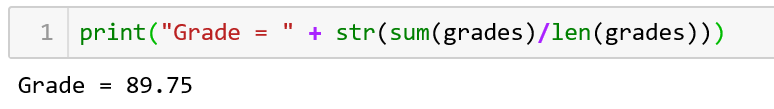 1 print("Grade = " + str(sum(grades)/len(grades)))
Grade = 89.75